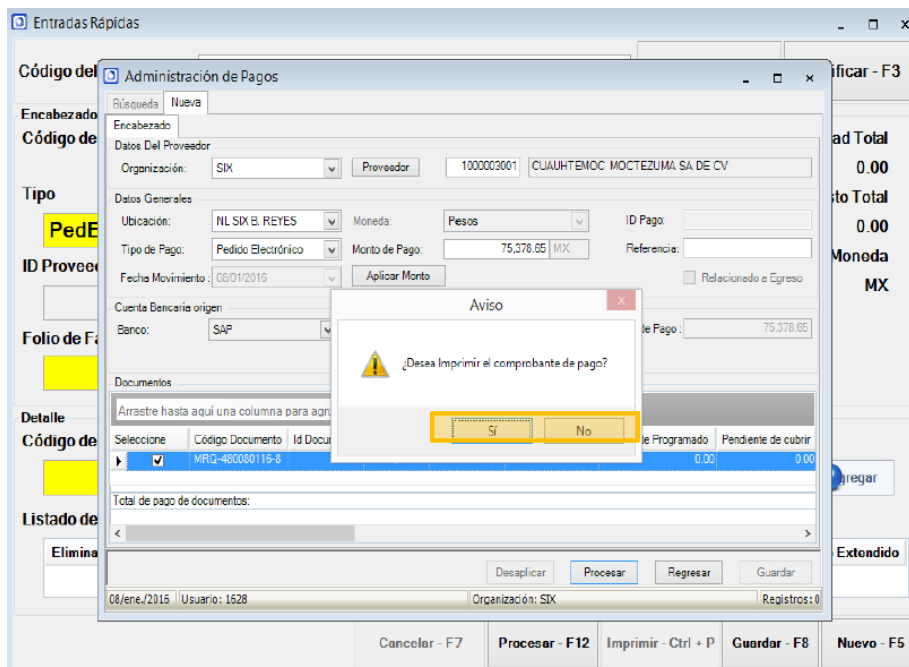 Entradas Rápidas
Código del
ificar - F3
Administración de Pagos
Búsqueda Nueva
Encabezado
Encabezado
Código de
ad Total
0.00
Datos Del Proveedor
Organización: SIX Proveedor 1000003001 CUAUHTEMOC MOCTEZUMA SA DE CV
Tipo
sto Total
0.00
PedE
Datos Generales
Ubicación: NL SIX B. REYES Moneda: Pesos ID Pago:
Tipo de Pago: Pedido Electrónico Monto de Pago: 75,378.65 MX Referencia:
Moneda
MX
ID Proveed
Fecha Movimiento : 08/01/2016 Aplicar Monto Relacionado a Egreso
Cuenta Bancaria origen
Banco: SAP de Pago : 75,378.65
Folio de Fa
Aviso
x
¿Desea Imprimir el comprobante de pago?
Sí No
Documentos
Arrastre hasta aquí una columna para agru
Detalle
Código de
Seleccione Código Documento Id Docum e Programado Pendiente de cubrir
MRQ-480080116-8 0.00 0.00
gregar
Total de pago de documentos:
Listado de
Elimina
Extendido
Desaplicar Procesar Regresar Guardar
08/ene./2016 Usuario: 1628 Organización: SIX Registros: 0
Cancelar - F7 Procesar - F12 Imprimir - Ctrl + P Guardar - F8 Nuevo - F5